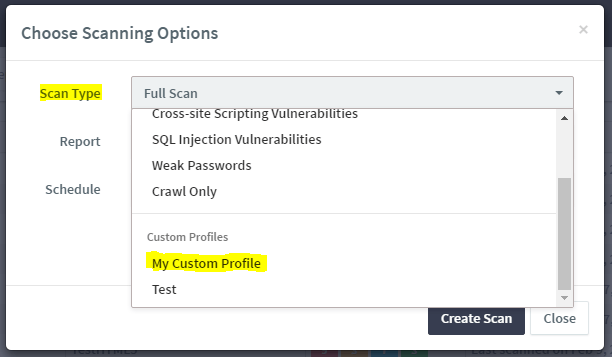 Choose Scanning Options
×
Scan Type
Full Scan
Cross-site Scripting Vulnerabilities
SQL Injection Vulnerabilities
Report
Weak Passwords
Schedule
Crawl Only
Custom Profiles
My Custom Profile
Test
Create Scan
Close